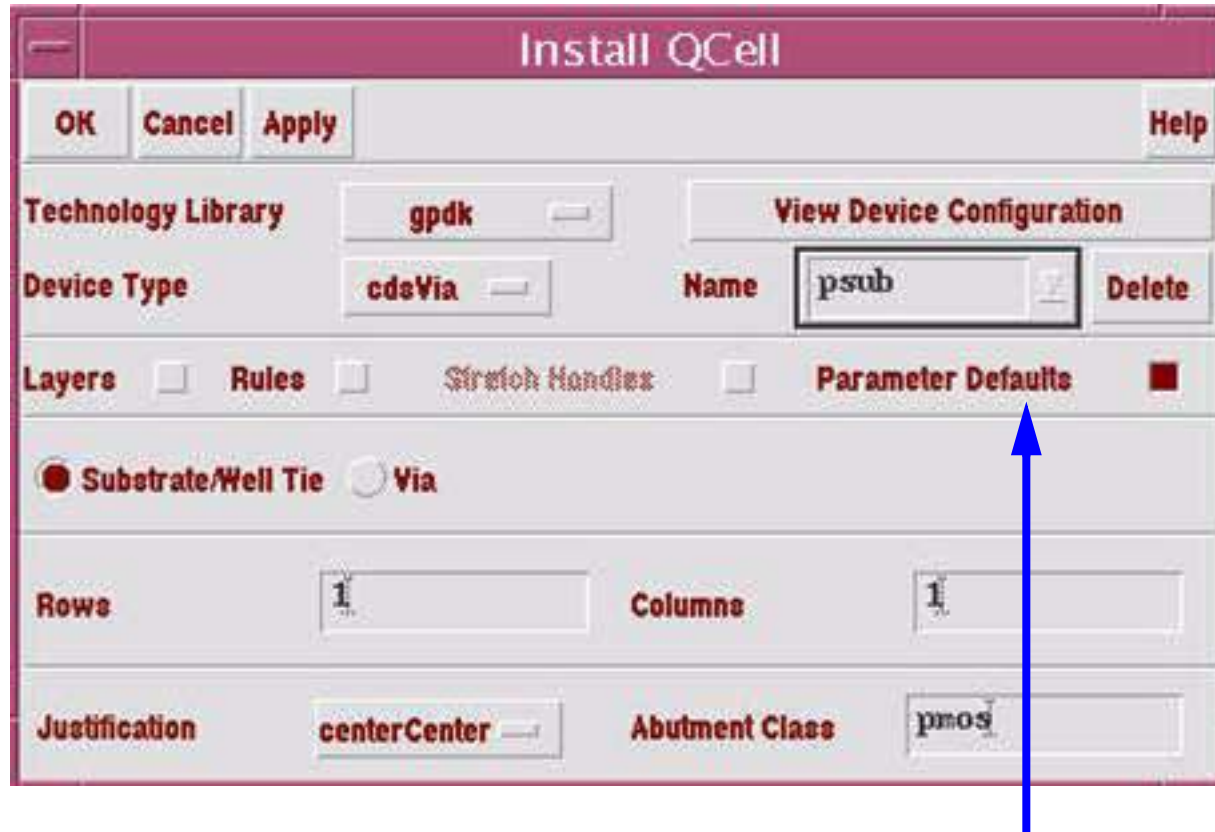 Install QCell
OK Cancel Apply Help
Technology Library gpdk View Device Configuration
Device Type cdsVia Name psub Delete
Layers Rules Stretch Handles Parameter Defaults
Substrate/Well Tie Via
Rows 1 Columns 1
Justification centerCenter Abutment Class pmos